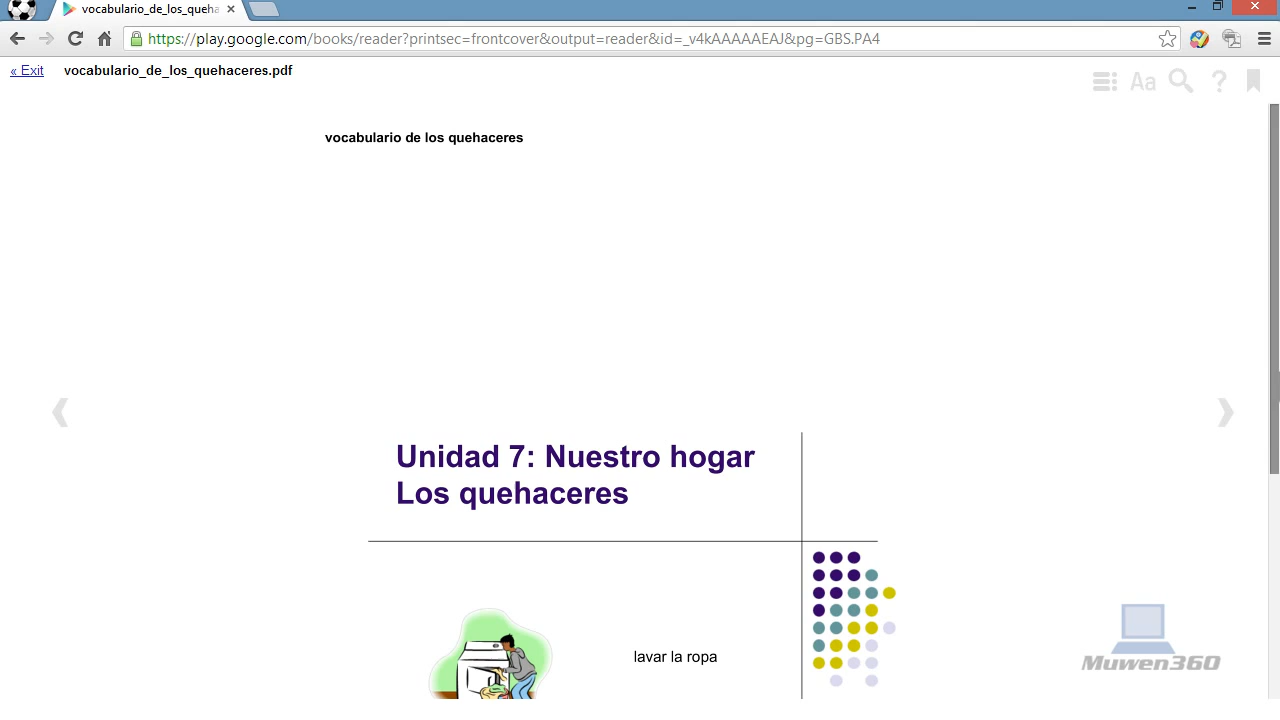 vocabulario_de_los_queha
https://play.google.com/books/reader?printsec=frontcover&output=reader&id=_v4kAAAAAEAJ&pg=GBS.PA4
« Exit vocabulario_de_los_quehaceres.pdf
Aa
?
vocabulario de los quehaceres
Unidad 7: Nuestro hogar
Los quehaceres
lavar la ropa
Muwen360